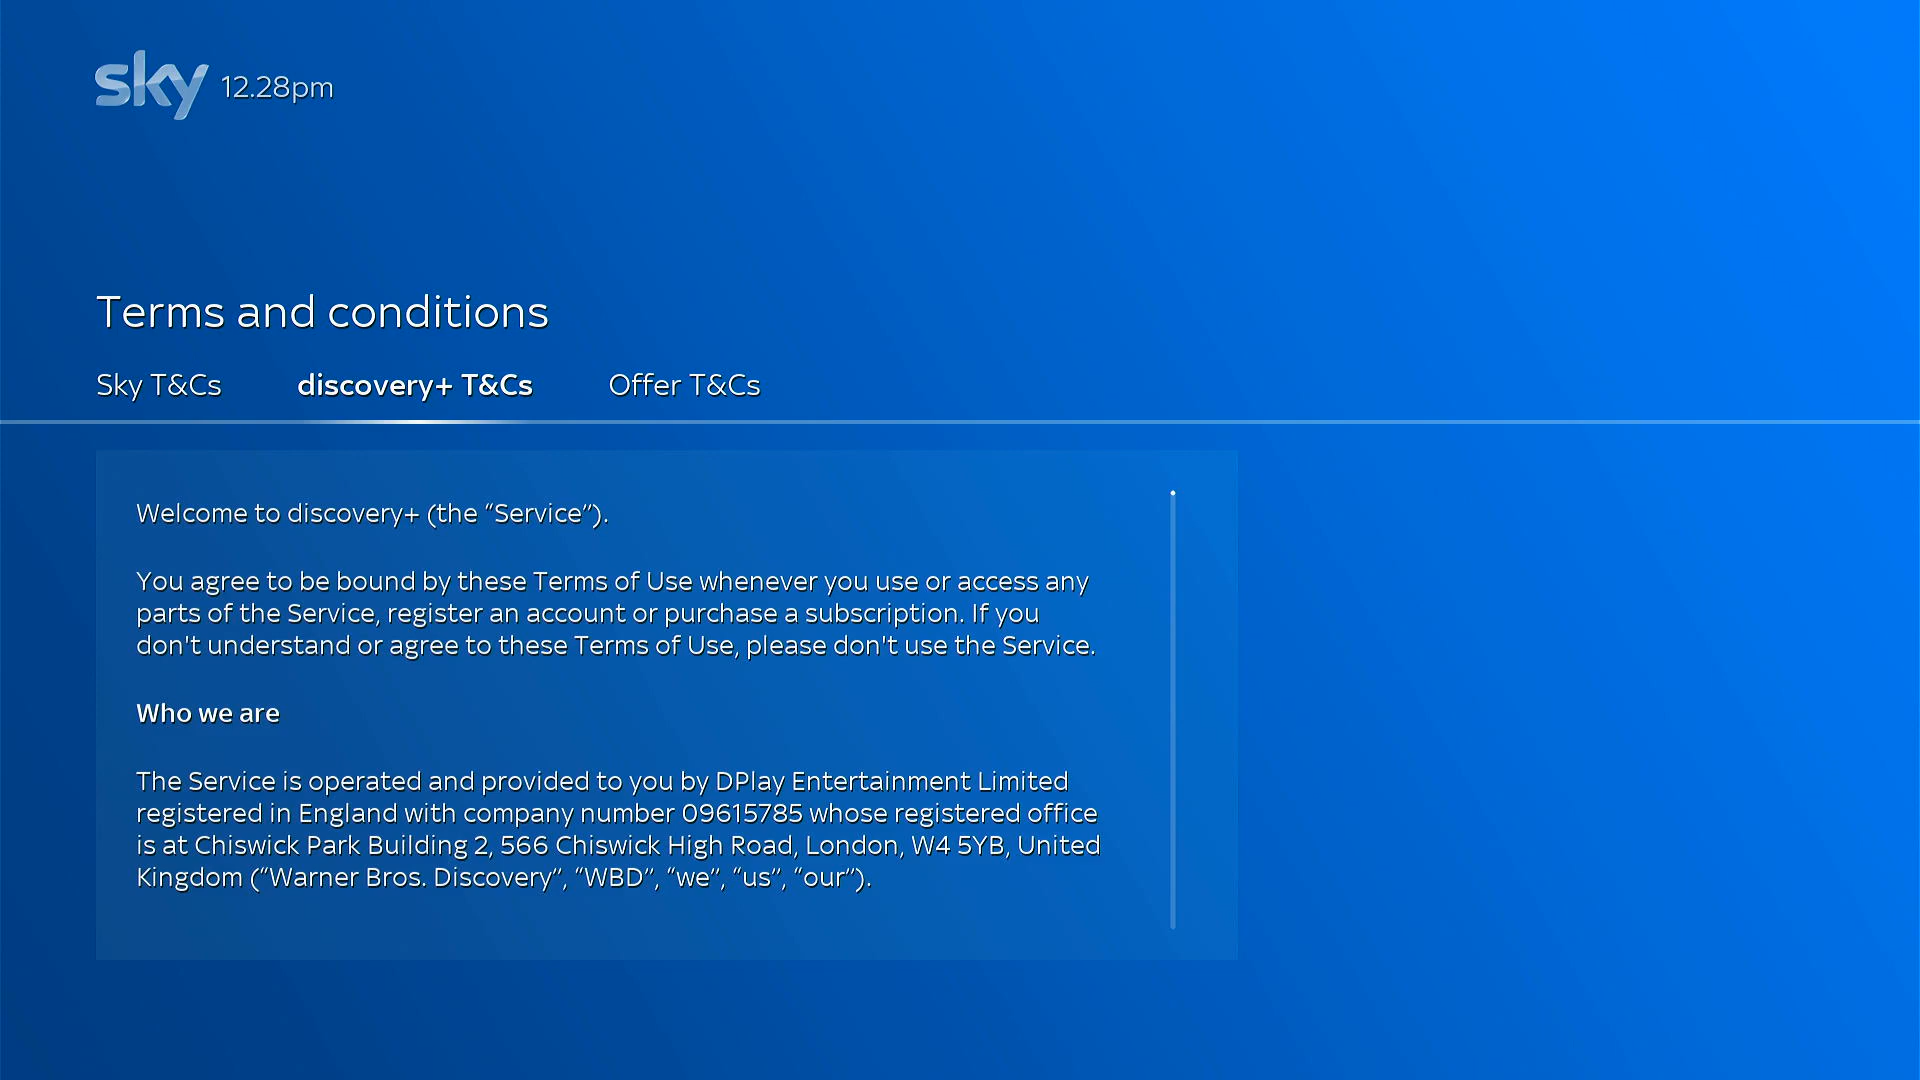 sky 12.28pm
Terms and conditions
Sky T&Cs discovery+ T&Cs Offer T&Cs
Welcome to discovery+ (the “Service”).
You agree to be bound by these Terms of Use whenever you use or access any
parts of the Service, register an account or purchase a subscription. If you
don't understand or agree to these Terms of Use, please don't use the Service.
Who we are
The Service is operated and provided to you by DPlay Entertainment Limited
registered in England with company number 09615785 whose registered office
is at Chiswick Park Building 2, 566 Chiswick High Road, London, W4 5YB, United
Kingdom (“Warner Bros. Discovery”, “WBD”, “we”, “us”, “our”).